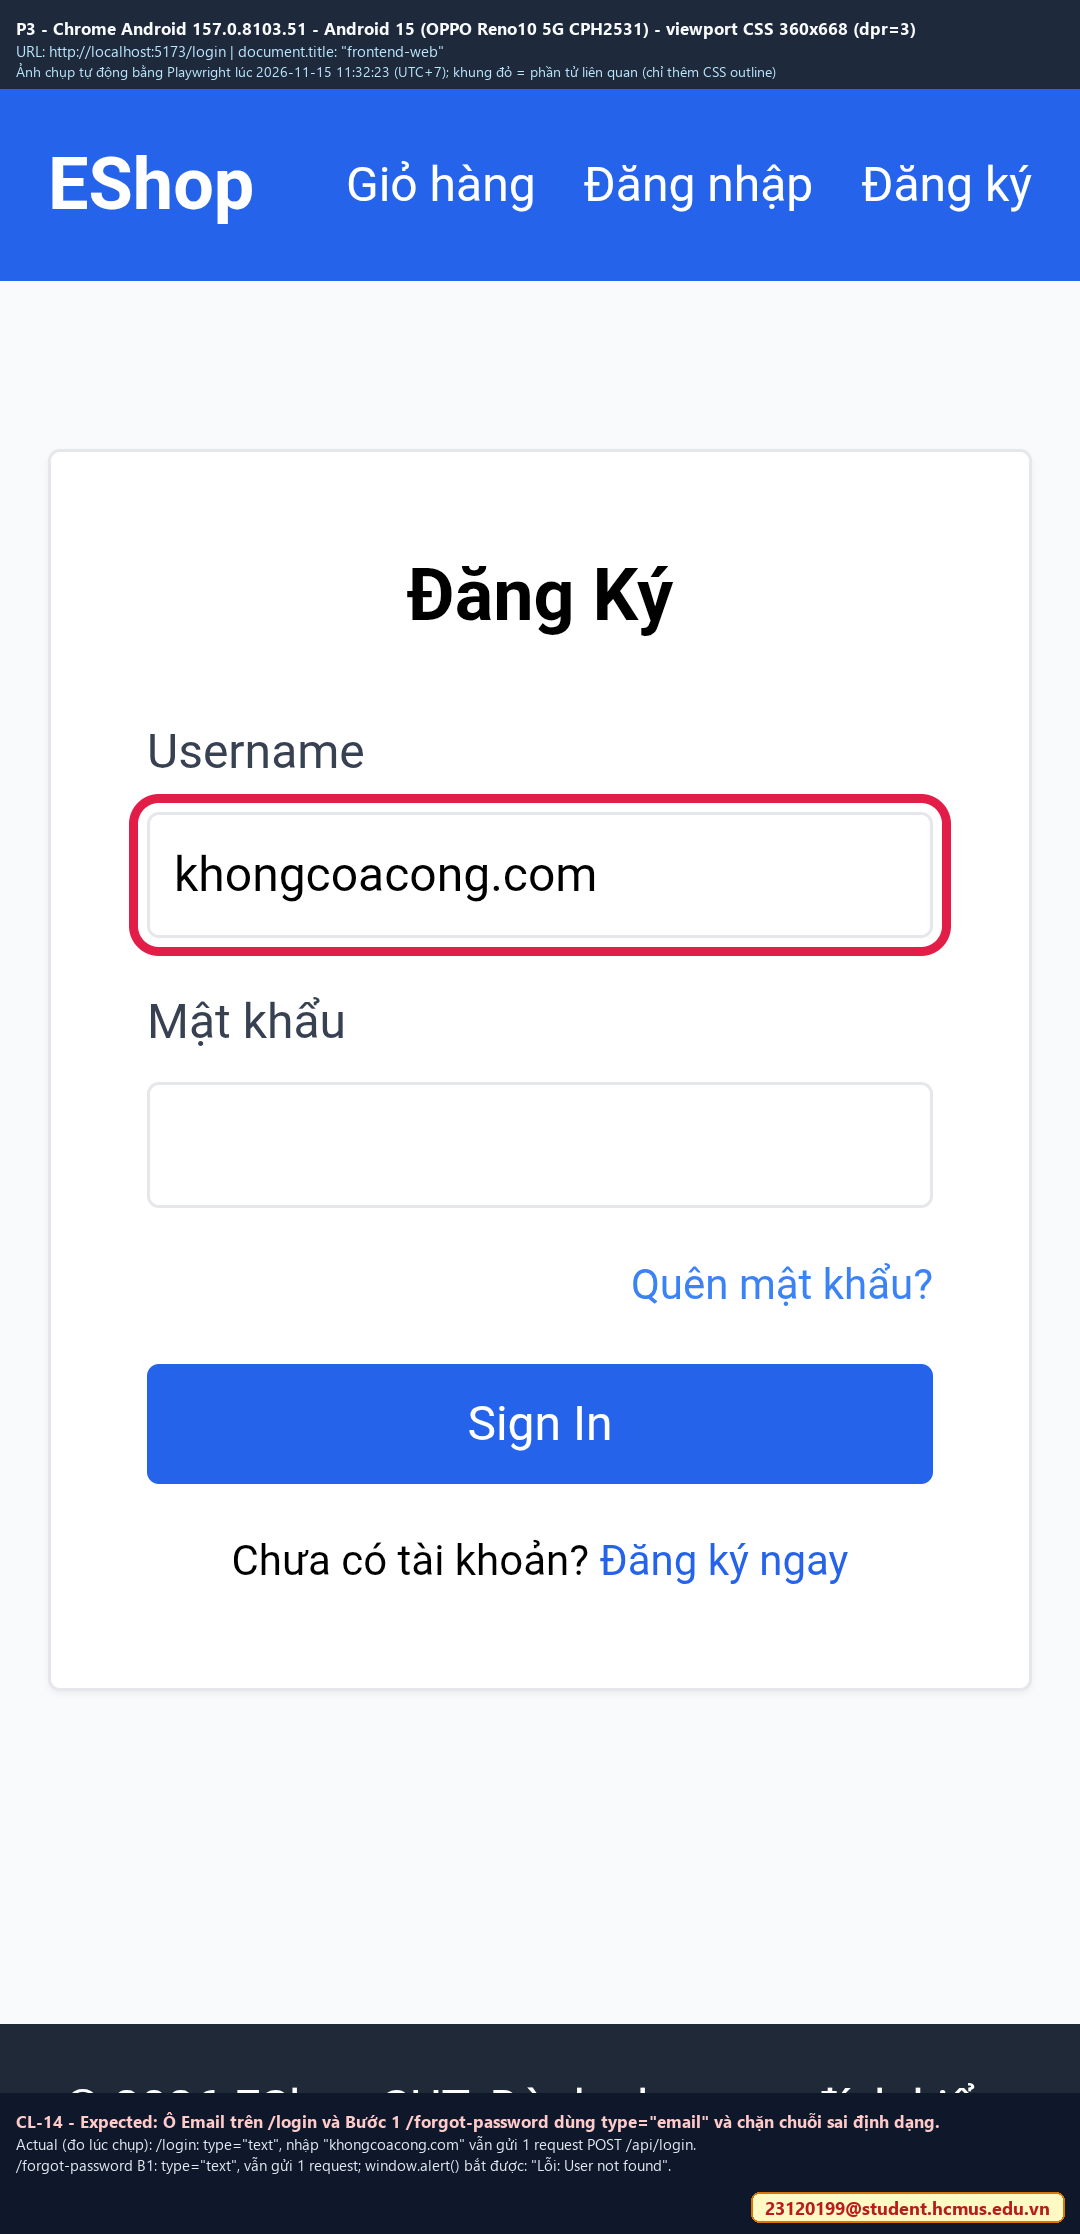 P3 - Chrome Android 157.0.8103.51 - Android 15 (OPPO Reno10 5G CPH2531) - viewport CSS 360x668 (dpr=3)
URL: http://localhost:5173/login | document.title: "frontend-web"
Ảnh chụp tự động bằng Playwright lúc 2026-11-15 11:32:23 (UTC+7); khung đỏ = phần tử liên quan (chỉ thêm CSS outline)
EShop Giỏ hàng Đăng nhập Đăng ký
Đăng Ký
Username
khongcoacong.com
Mật khẩu
Quên mật khẩu?
Sign In
Chưa có tài khoản? Đăng ký ngay
CL-14 - Expected: Ô Email trên /login và Bước 1 /forgot-password dùng type="email" và chặn chuỗi sai định dạng.
Actual (đo lúc chụp): /login: type="text", nhập "khongcoacong.com" vẫn gửi 1 request POST /api/login.
/forgot-password B1: type="text", vẫn gửi 1 request; window.alert() bắt được: "Lỗi: User not found".
23120199@student.hcmus.edu.vn